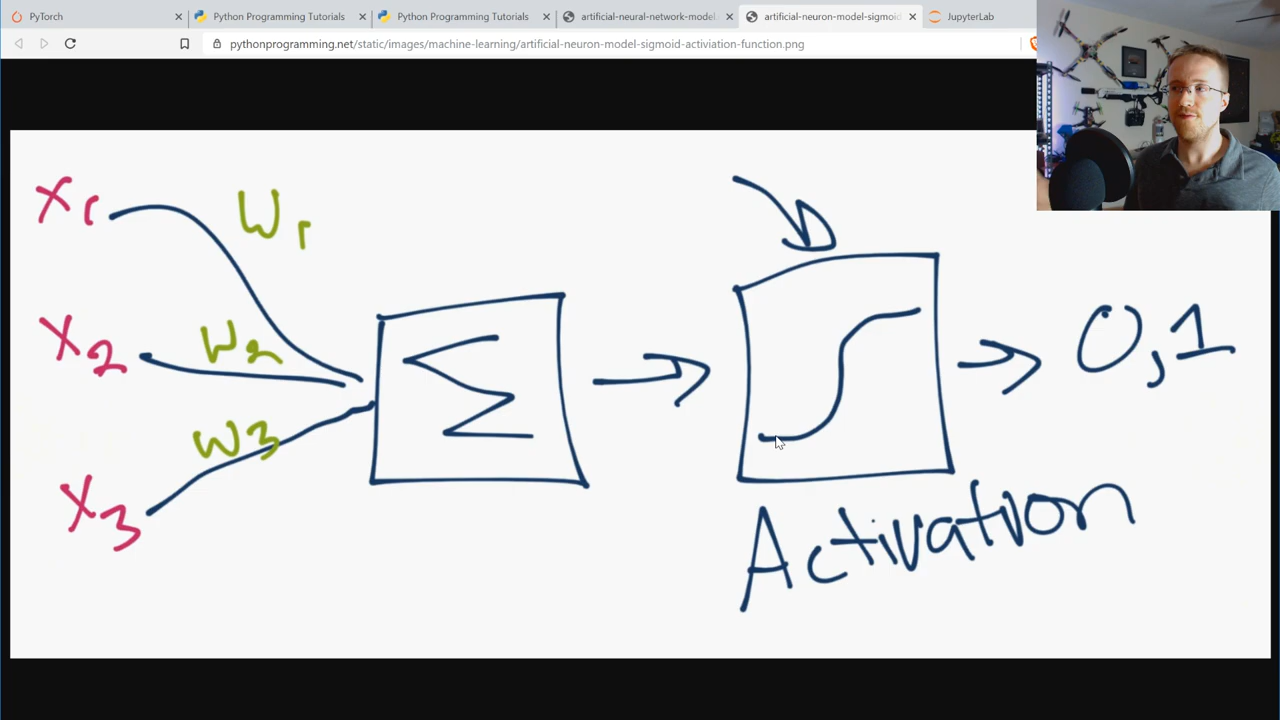 PyTorch
Python Programming Tutorials
Python Programming Tutorials
artificial-neural-network-model.
artificial-neuron-model-sigmoid
JupyterLab
pythonprogramming.net/static/images/machine-learning/artificial-neuron-model-sigmoid-activiation-function.png
X1 W1
X2 W2
W3
X3
Σ
0,1
Activation